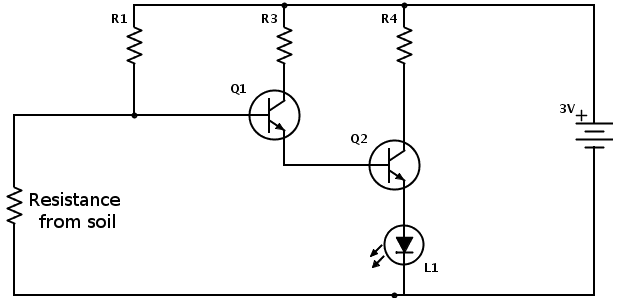 R1
R3
R4
Q1
3V
+
Q2
Resistance
from soil
L1